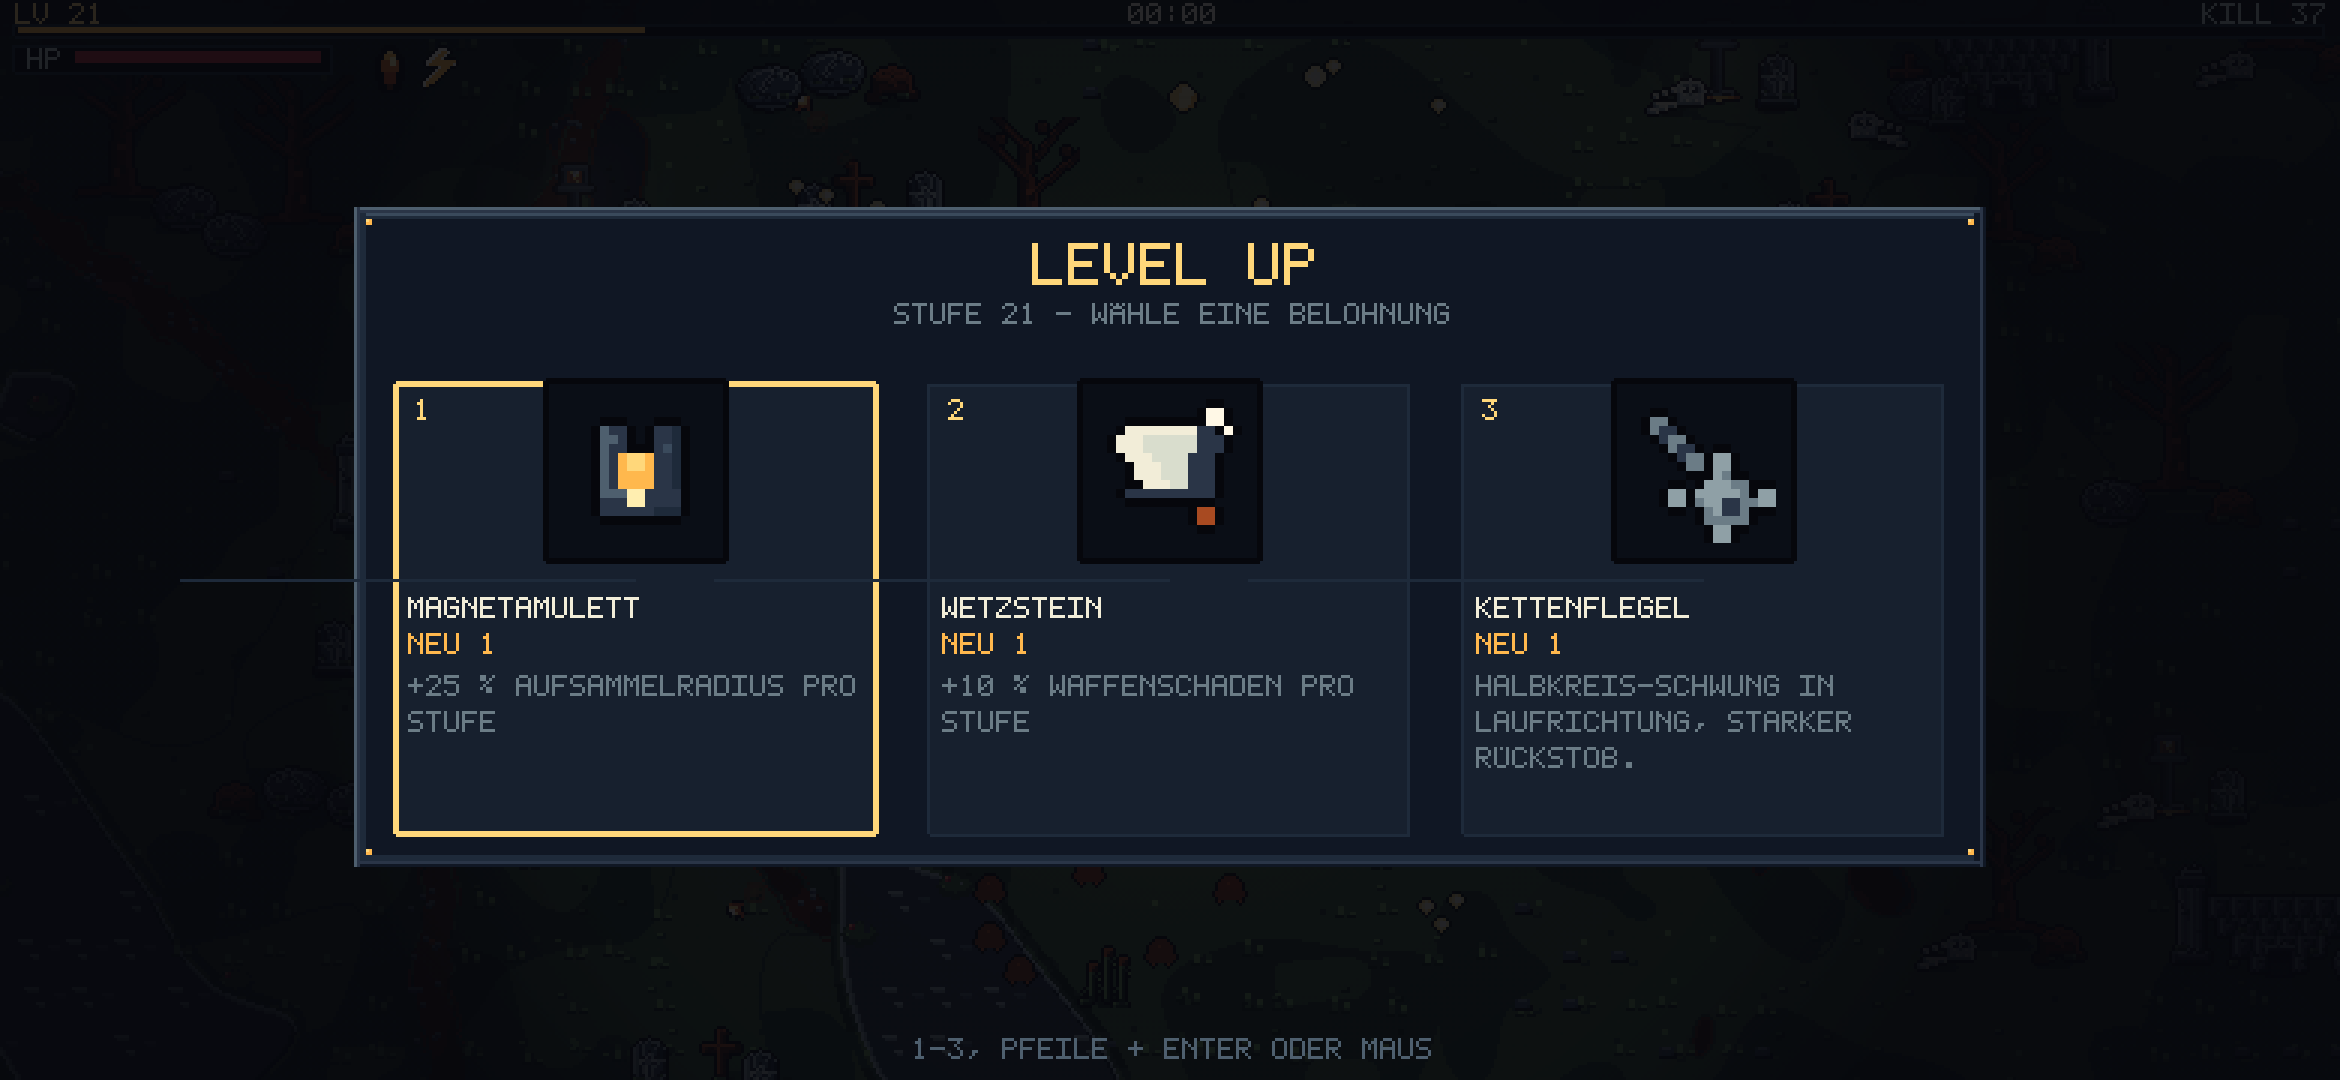 LV 21
00:00
KILL 37
HP
LEVEL UP
STUFE 21 - WÄHLE EINE BELOHNUNG
1
2
3
MAGNETAMULETT
NEU 1
+25 % AUFSAMMELRADIUS PRO
STUFE
WETZSTEIN
NEU 1
+10 % WAFFENSCHADEN PRO
STUFE
KETTENFLEGEL
NEU 1
HALBKREIS-SCHWUNG IN
LAUFRICHTUNG, STARKER
RÜCKSTOß.
1-3, PFEILE + ENTER ODER MAUS